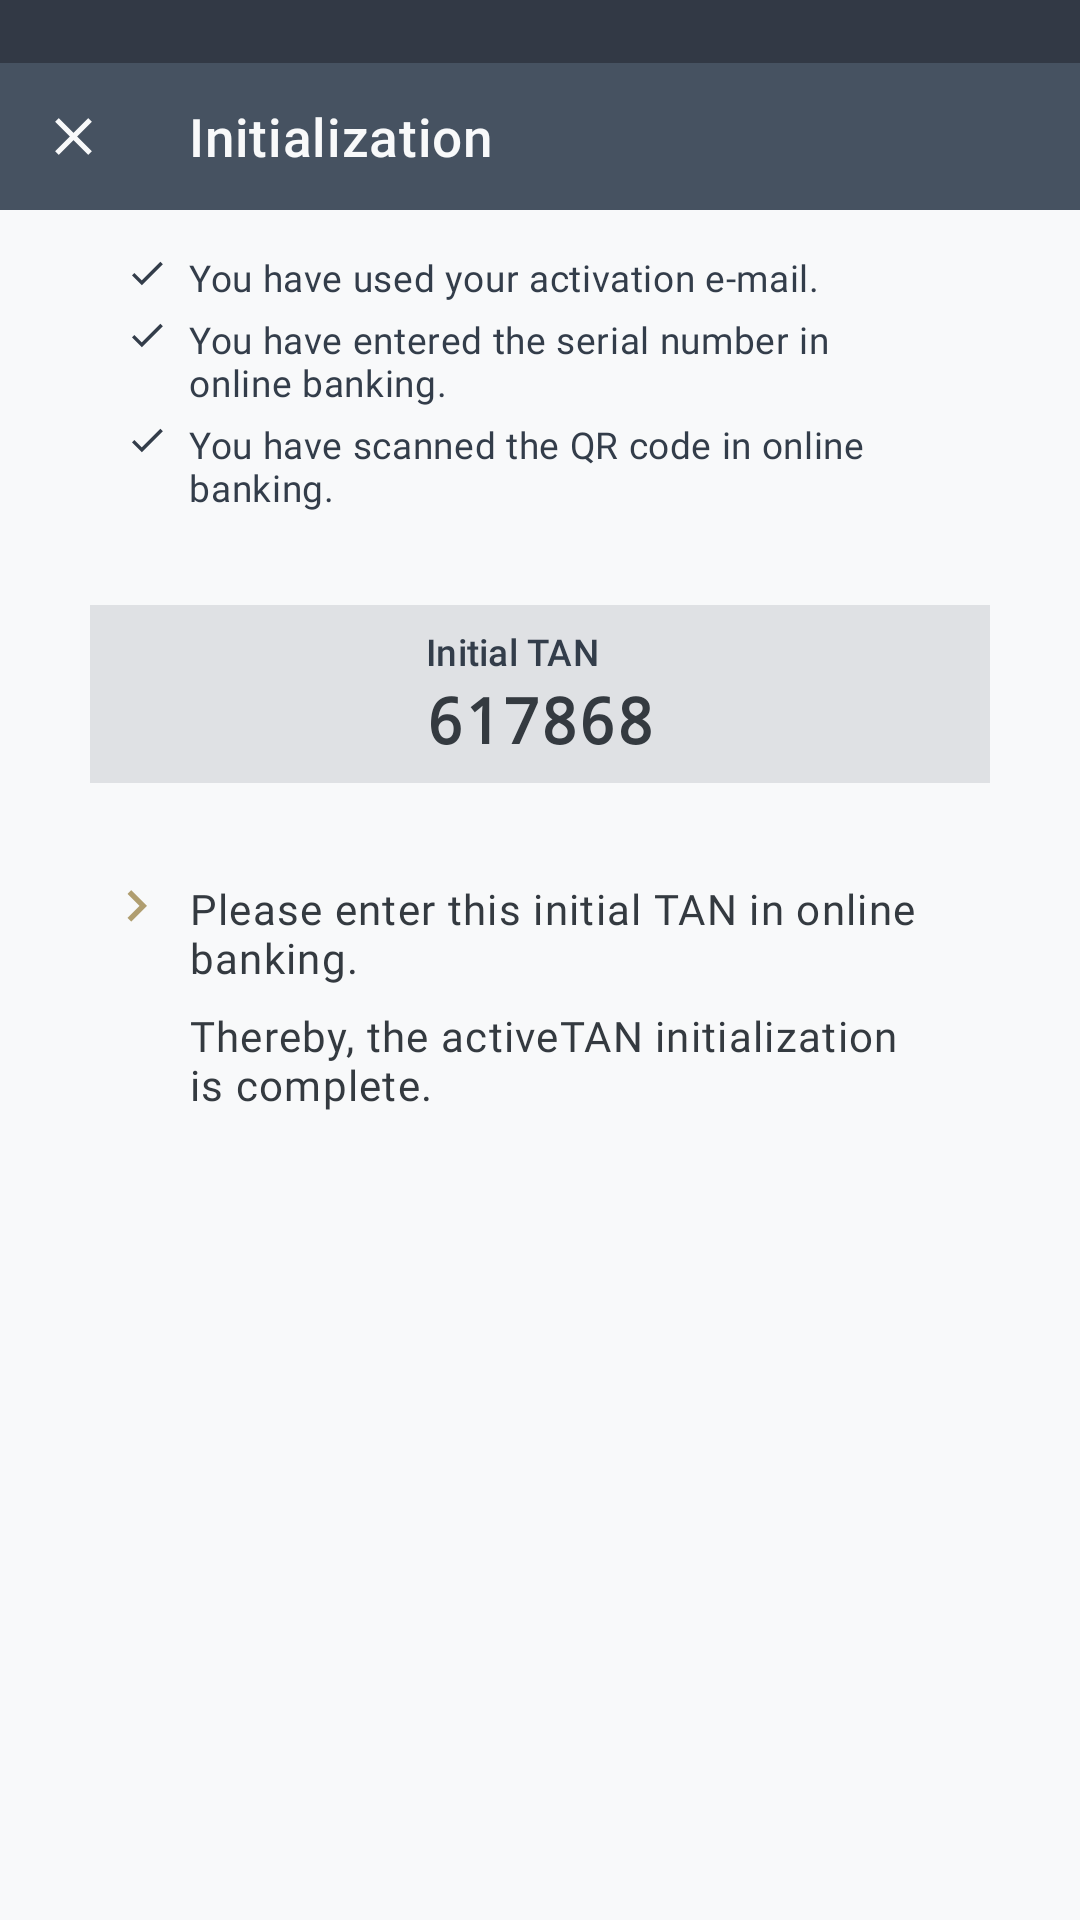 Initialization
You have used your activation e-mail.
You have entered the serial number in
online banking.
You have scanned the QR code in online
banking.
Initial TAN
617868
Please enter this initial TAN in online
banking.
Thereby, the activeTAN initialization
is complete.